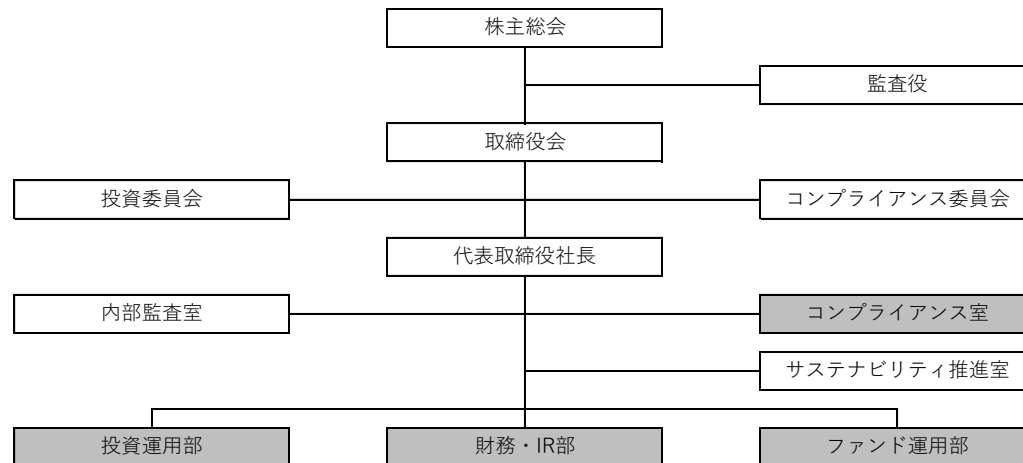 株主総会
監査役
取締役会
投資委員会
コンプライアンス委員会
代表取締役社長
内部監査室
コンプライアンス室
サステナビリティ推進室
投資運用部
財務・IR部
ファンド運用部